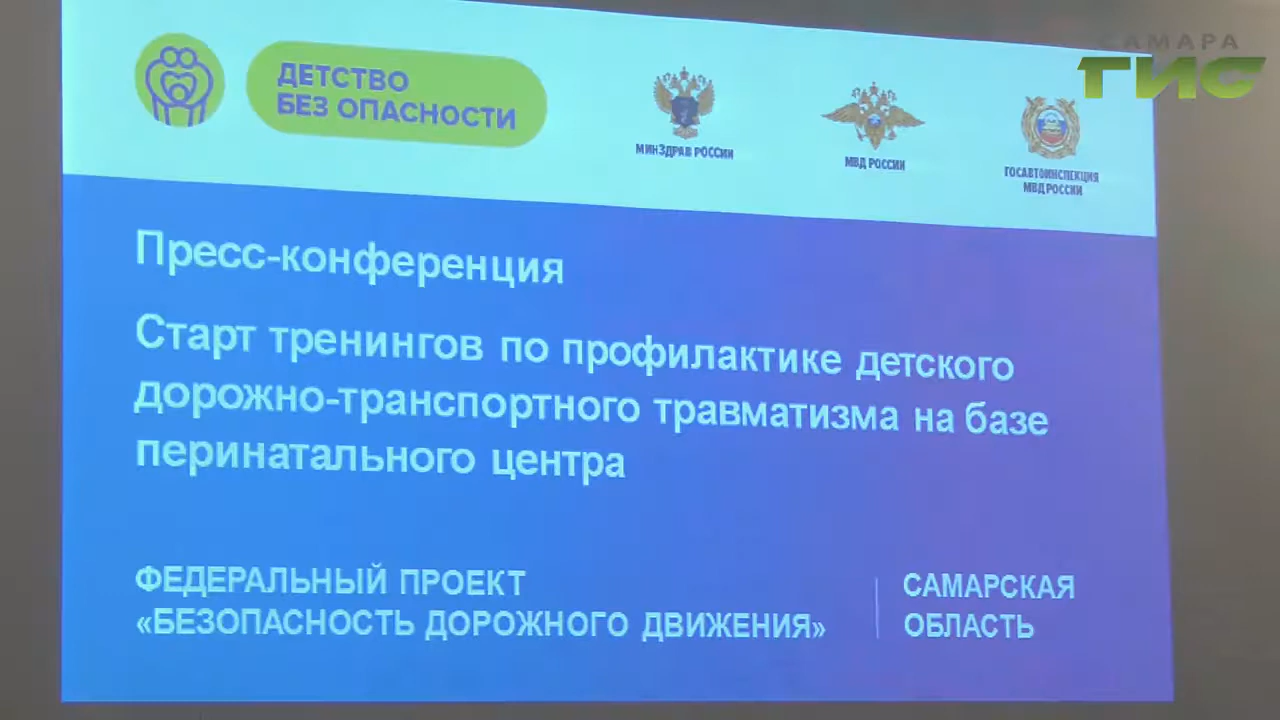 САМАРА
ГИС
ДЕТСТВО
БЕЗ ОПАСНОСТИ
МИНЗДРАВ РОССИИ
МВД РОССИИ
ГОСАВТОИНСПЕКЦИЯ
МВД РОССИИ
Пресс-конференция
Старт тренингов по профилактике детского
дорожно-транспортного травматизма на базе
перинатального центра
ФЕДЕРАЛЬНЫЙ ПРОЕКТ
«БЕЗОПАСНОСТЬ ДОРОЖНОГО ДВИЖЕНИЯ»
САМАРСКАЯ
ОБЛАСТЬ